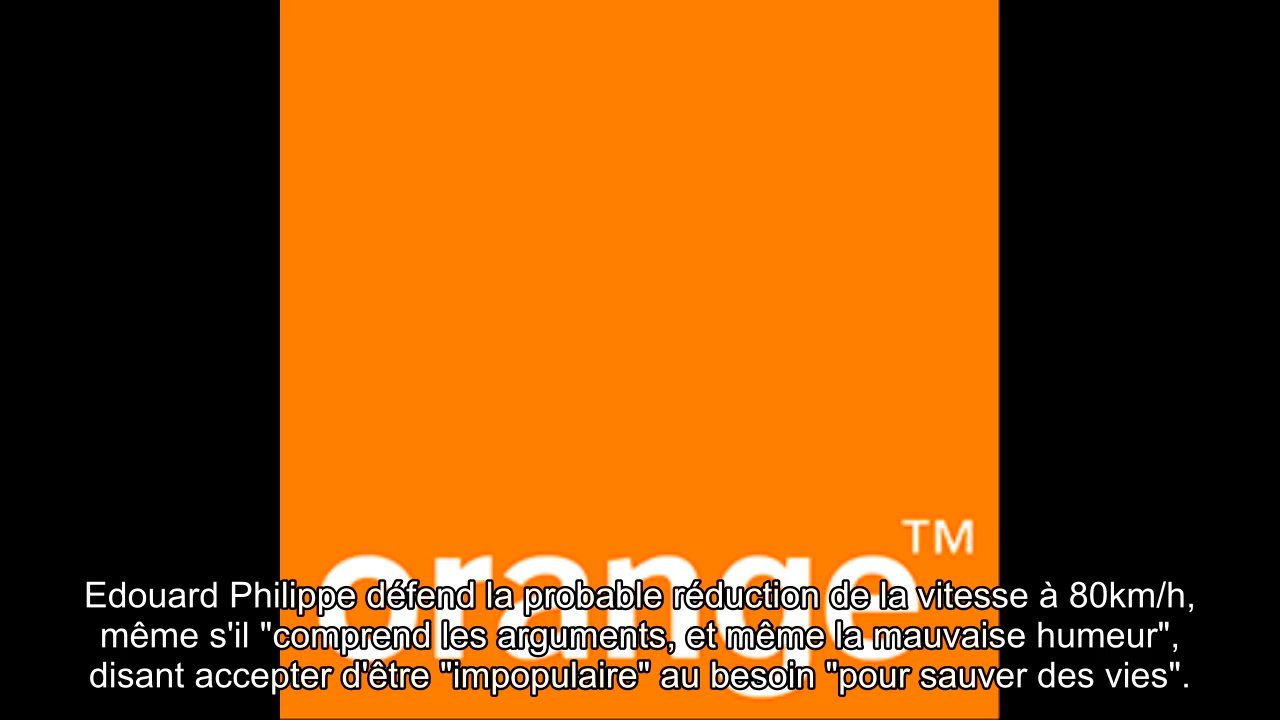 orange™
Edouard Philippe défend la probable réduction de la vitesse à 80km/h,
même s'il "comprend les arguments, et même la mauvaise humeur",
disant accepter d'être "impopulaire" au besoin "pour sauver des vies".